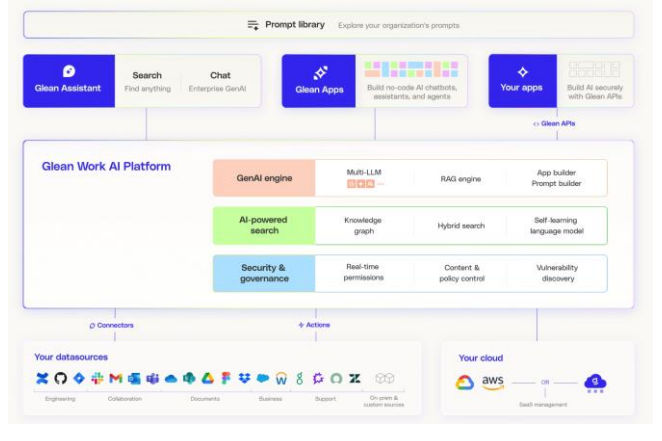 Prompt library Explore your organization's prompts
Glean Assistant
Search
Find anything
Chat
Enterprise GenAI
Glean Apps
Build no-code AI chatbots,
assistants, and agents
Your apps
Build AI securely
with Glean APIs
<> Glean APIs
Glean Work AI Platform
GenAI engine
Multi-LLM
RAG engine
App builder
Prompt builder
AI-powered
search
Knowledge
graph
Hybrid search
Self-learning
language model
Security &
governance
Real-time
permissions
Content &
policy control
Vulnerability
discovery
Connectors
Actions
Your datasources
Engineering
Collaboration
Documents
Business
Support
On prem &
custom sources
Your cloud
aws
OR
SaaS management